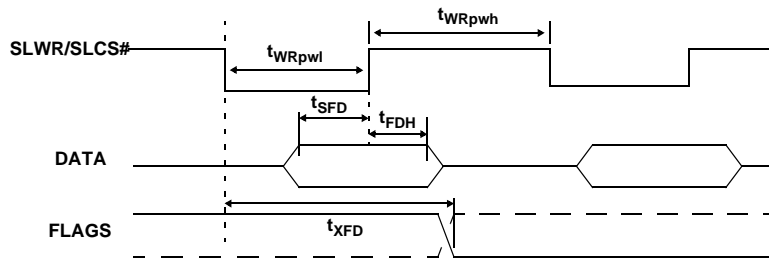 tWRpwh
SLWR/SLCS#
tWRpwl
tSFD
tFDH
DATA
tXFD
FLAGS